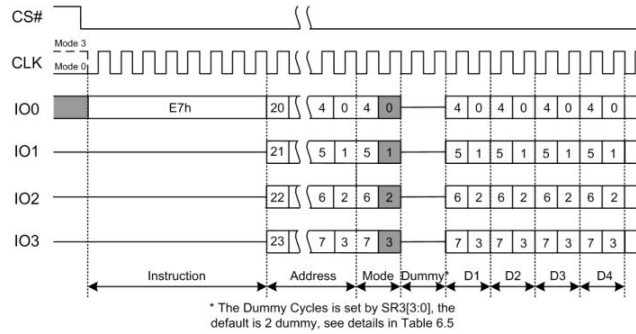 CS#
Mode 3
CLK
Mode 0
IO0 E7h 20 4 0 4 0 4 0 4 0 4 0 4 0
IO1 21 5 1 5 1 5 1 5 1 5 1 5 1
IO2 22 6 2 6 2 6 2 6 2 6 2 6 2
IO3 23 7 3 7 3 7 3 7 3 7 3 7 3
Instruction Address Mode Dummy* D1 D2 D3 D4
* The Dummy Cycles is set by SR3[3:0], the
default is 2 dummy, see details in Table 6.5